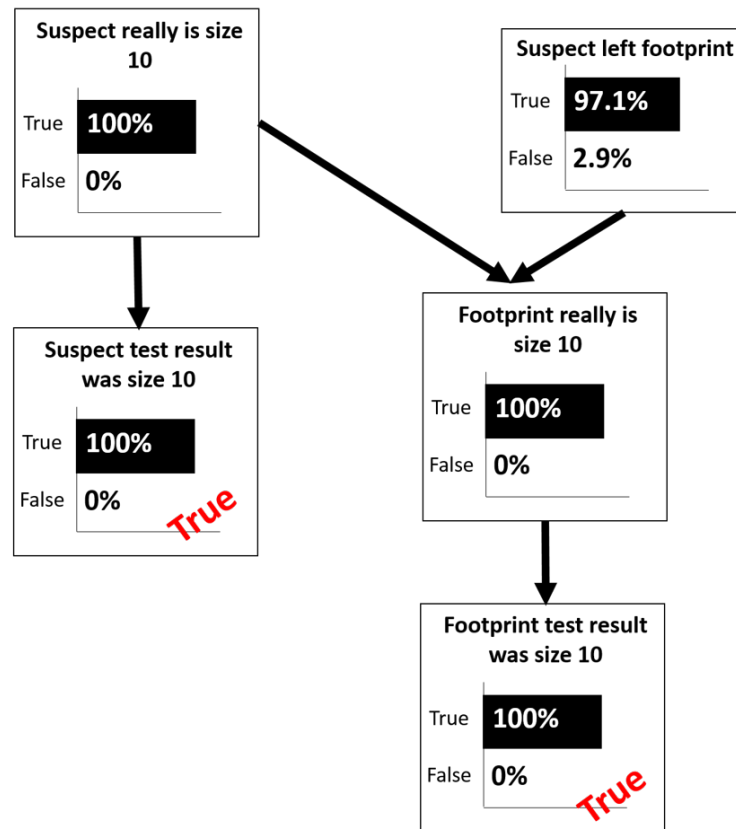 Suspect really is size
10
True
100%
False
0%
Suspect left footprint
True
97.1%
False
2.9%
Suspect test result
was size 10
True
100%
False
0%
True
Footprint really is
size 10
True
100%
False
0%
Footprint test result
was size 10
True
100%
False
0%
True